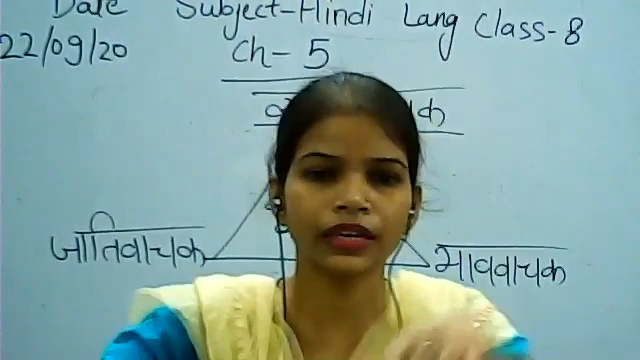 Date Subject-Hindi Lang Class-8
22/09/20 Ch-5
जातिवाचक
भाववाचक